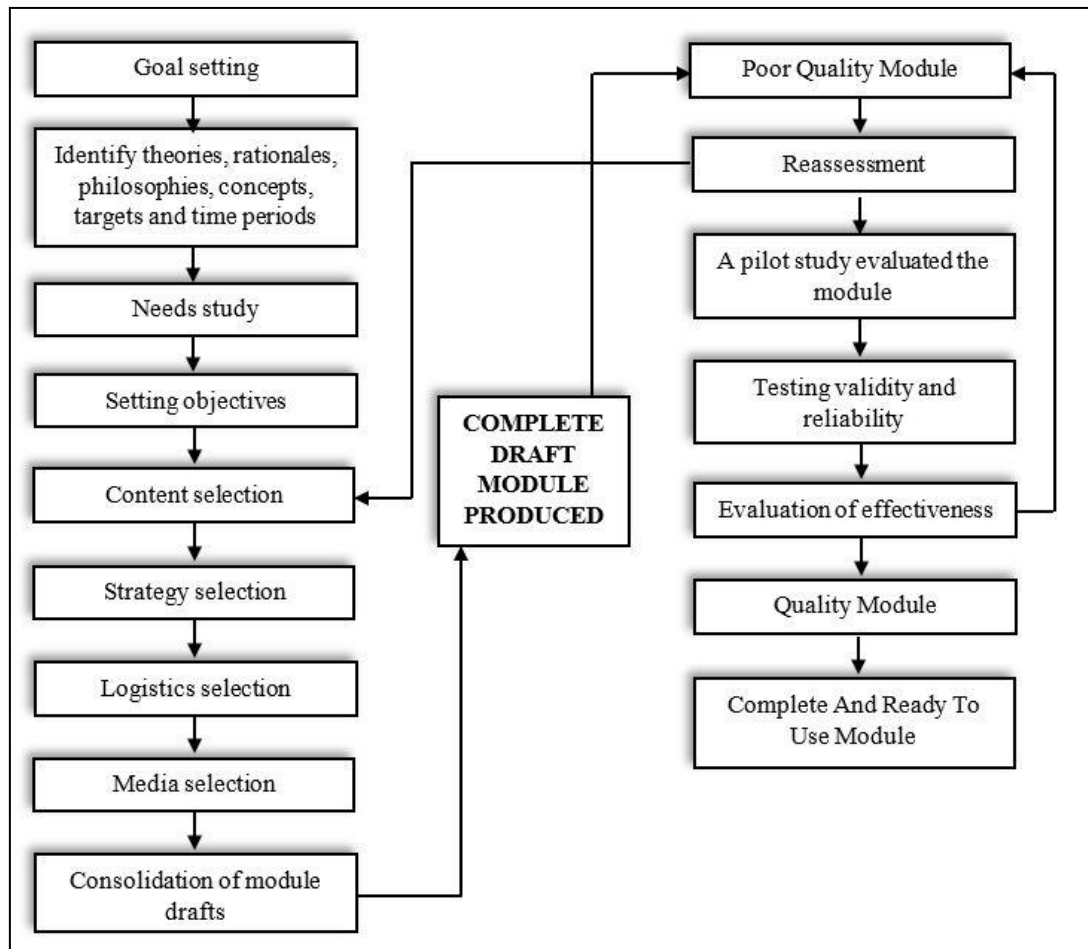 Goal setting
Identify theories, rationales,
philosophies, concepts,
targets and time periods
Needs study
Setting objectives
Content selection
Strategy selection
Logistics selection
Media selection
Consolidation of module
drafts
COMPLETE
DRAFT
MODULE
PRODUCED
Poor Quality Module
Reassessment
A pilot study evaluated the
module
Testing validity and
reliability
Evaluation of effectiveness
Quality Module
Complete And Ready To
Use Module